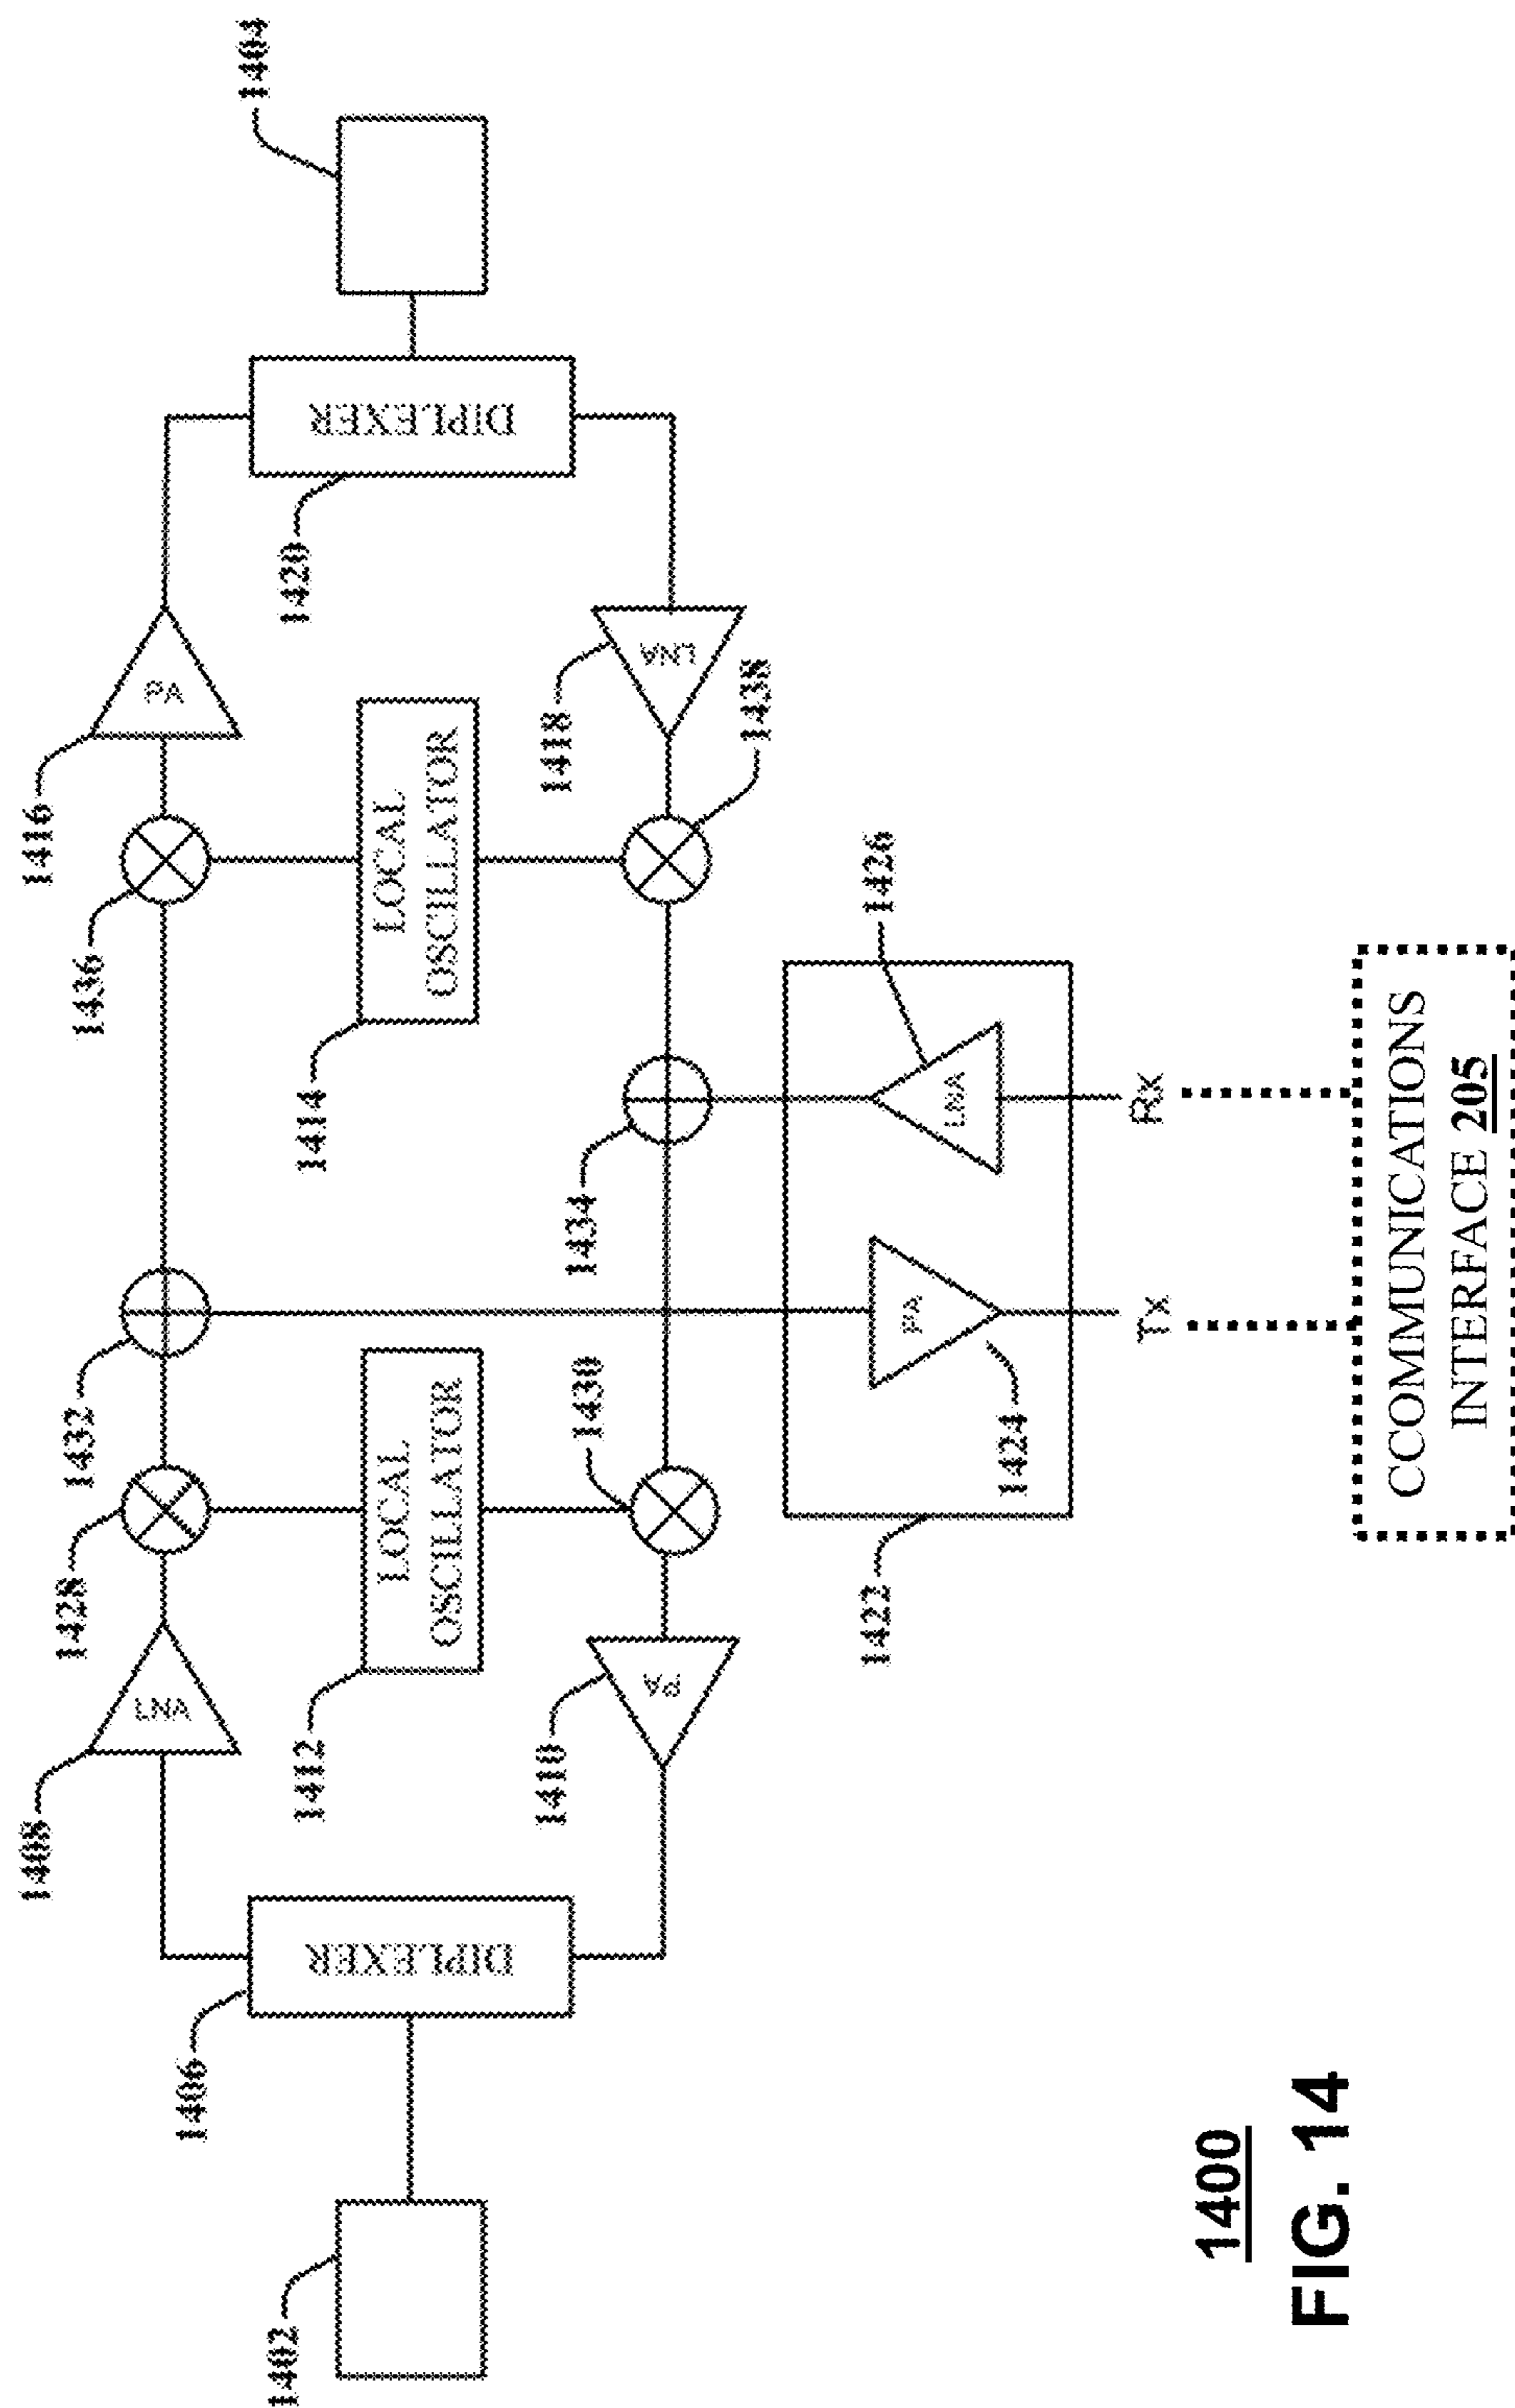 1404
1416
PA
1436
1420
DIPLEXER
LOCAL
OSCILLATOR
1414
1418
LNA
1438
1432
1434
1426
LNA
Rx
1428
LOCAL
OSCILLATOR
1412
1430
PA
1424
Tx
1422
CCOMMUNICATIONS
INTERFACE 205
1408
LNA
1410
PA
DIPLEXER
1406
1402
1400
FIG. 14